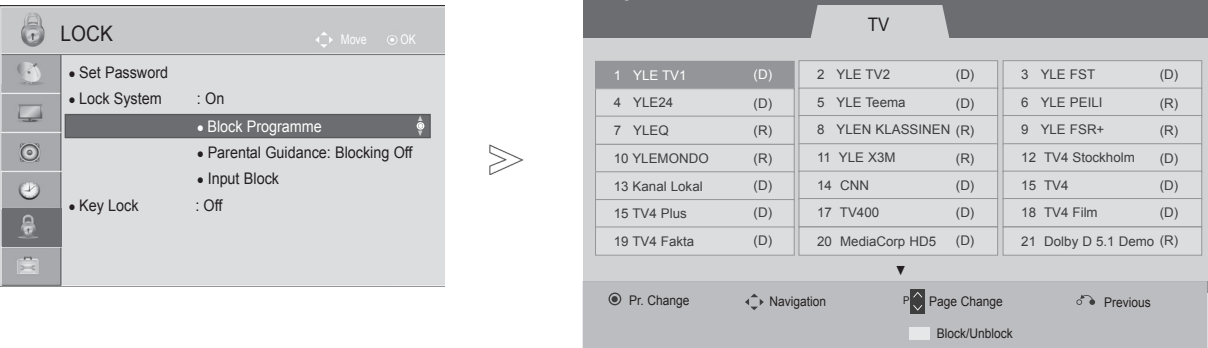 LOCK
Move OK
• Set Password
• Lock System : On
• Block Programme
• Parental Guidance: Blocking Off
• Input Block
• Key Lock : Off
TV
1 YLE TV1 (D) 2 YLE TV2 (D) 3 YLE FST (D)
4 YLE24 (D) 5 YLE Teema (D) 6 YLE PEILI (R)
7 YLEQ (R) 8 YLEN KLASSINEN (R) 9 YLE FSR+ (R)
10 YLEMONDO (R) 11 YLE X3M (R) 12 TV4 Stockholm (D)
13 Kanal Lokal (D) 14 CNN (D) 15 TV4 (D)
15 TV4 Plus (D) 17 TV400 (D) 18 TV4 Film (D)
19 TV4 Fakta (D) 20 MediaCorp HD5 (D) 21 Dolby D 5.1 Demo (R)
Pr. Change Navigation P Page Change Previous
Block/Unblock